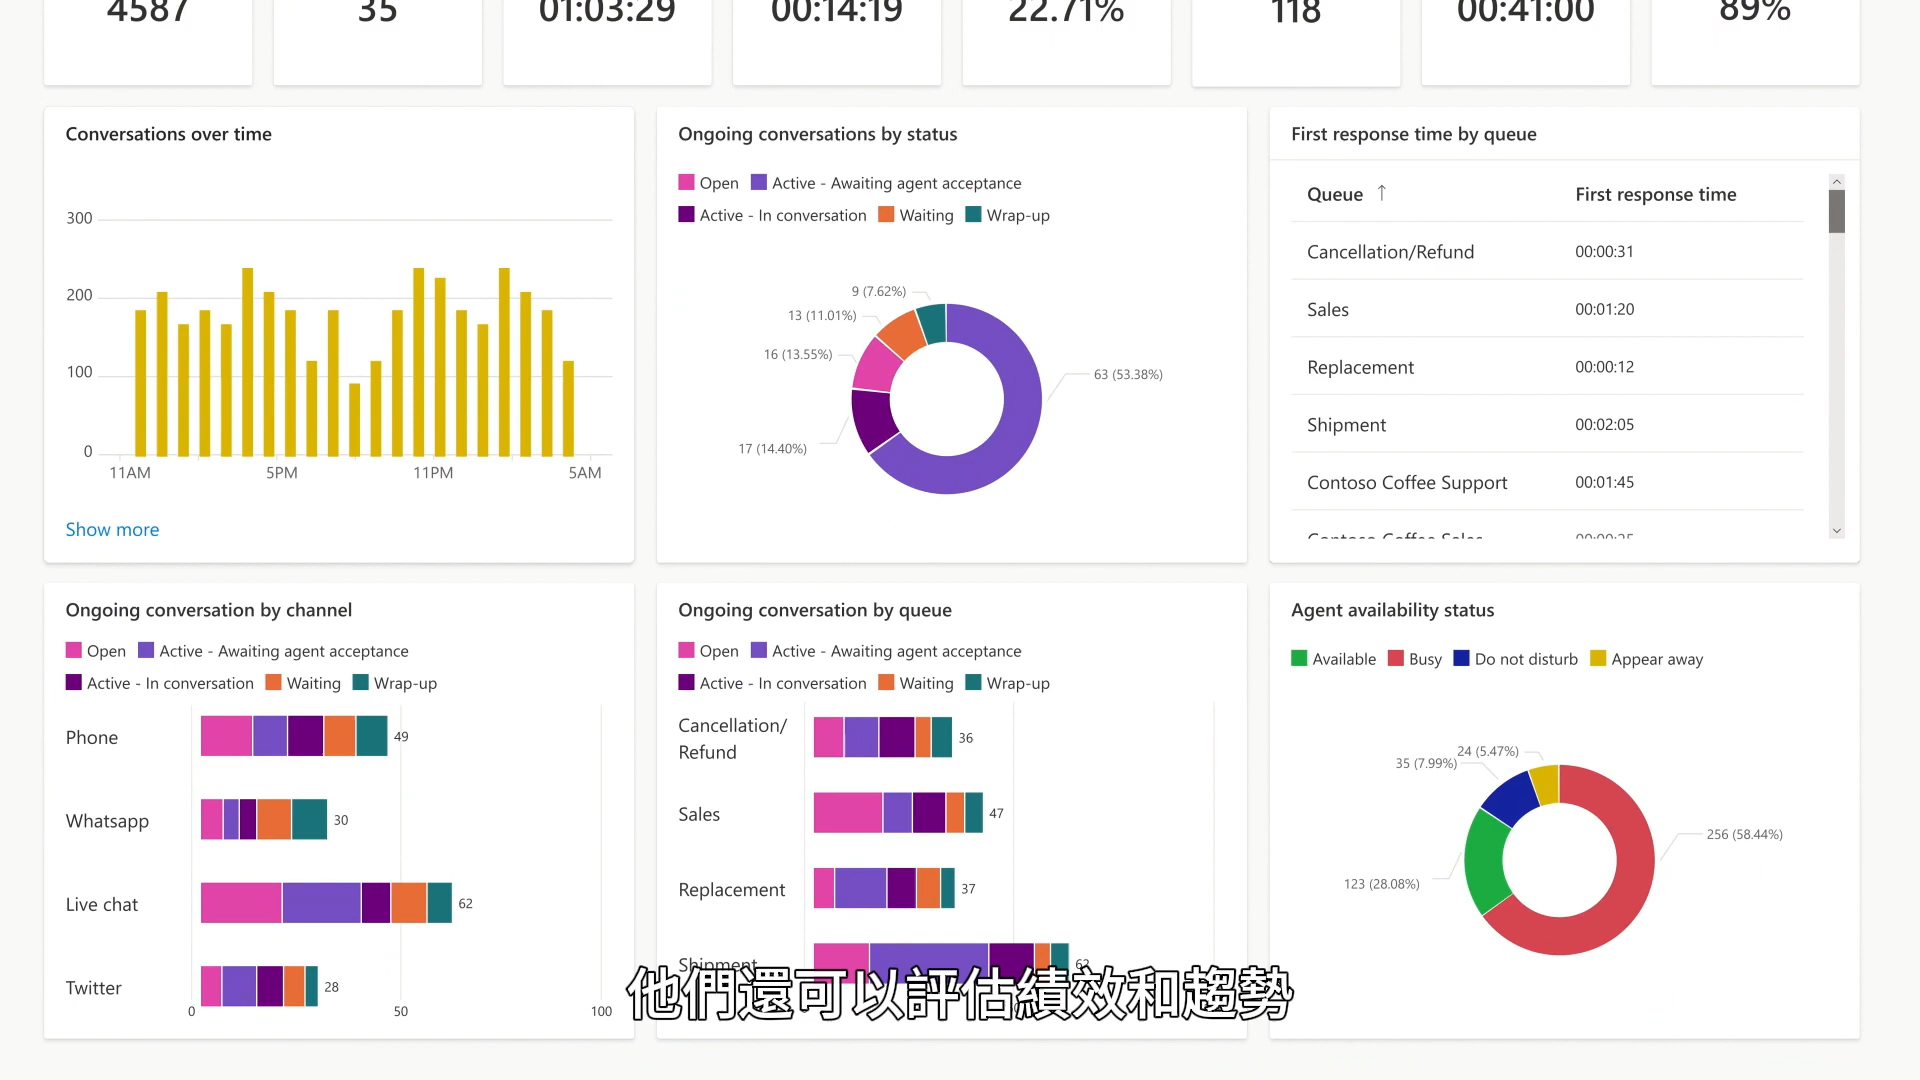 4587
35
01:03:29
00:14:19
22.71%
118
00:41:00
89%
Conversations over time
300
200
100
0
11AM
5PM
11PM
5AM
Show more
Ongoing conversations by status
Open
Active - Awaiting agent acceptance
Active - In conversation
Waiting
Wrap-up
9 (7.62%)
13 (11.01%)
16 (13.55%)
63 (53.38%)
17 (14.40%)
First response time by queue
Queue ↑
First response time
Cancellation/Refund
00:00:31
Sales
00:01:20
Replacement
00:00:12
Shipment
00:02:05
Contoso Coffee Support
00:01:45
Contoso Coffee Sales
Ongoing conversation by channel
Open
Active - Awaiting agent acceptance
Active - In conversation
Waiting
Wrap-up
Phone
49
Whatsapp
30
Live chat
62
Twitter
28
0
50
100
Ongoing conversation by queue
Open
Active - Awaiting agent acceptance
Active - In conversation
Waiting
Wrap-up
Cancellation/
Refund
36
Sales
47
Replacement
37
Shipment
Agent availability status
Available
Busy
Do not disturb
Appear away
24 (5.47%)
35 (7.99%)
256 (58.44%)
123 (28.08%)
他們還可以評估績效和趨勢